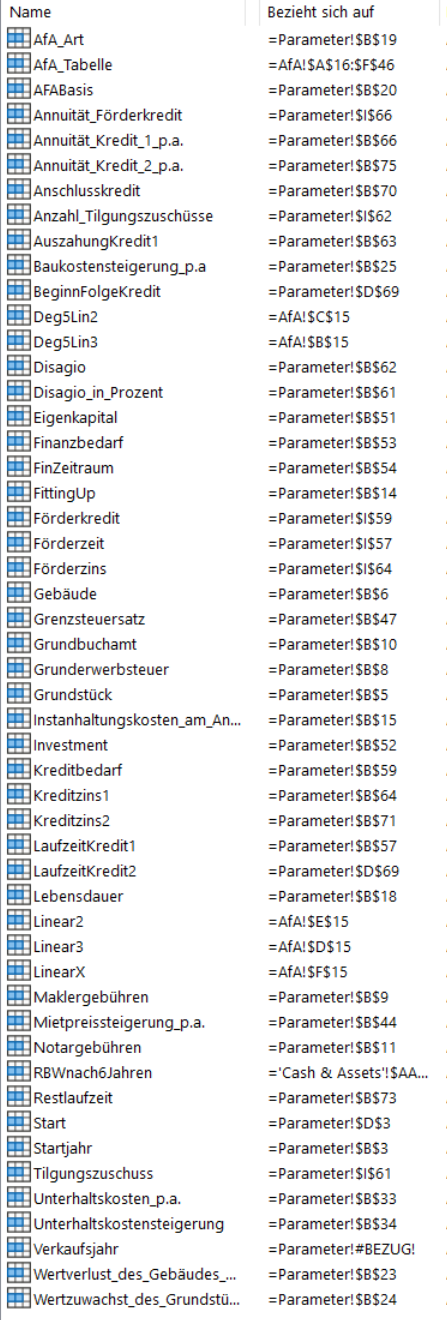 Name Bezieht sich auf
AfA_Art =Parameter!$B$19
AfA_Tabelle =AfA!$A$16:$F$46
AFABasis =Parameter!$B$20
Annuität_Förderkredit =Parameter!$I$66
Annuität_Kredit_1_p.a. =Parameter!$B$66
Annuität_Kredit_2_p.a. =Parameter!$B$75
Anschlusskredit =Parameter!$B$70
Anzahl_Tilgungszuschüsse =Parameter!$I$62
AuszahungKredit1 =Parameter!$B$63
Baukostensteigerung_p.a =Parameter!$B$25
BeginnFolgeKredit =Parameter!$D$69
Deg5Lin2 =AfA!$C$15
Deg5Lin3 =AfA!$B$15
Disagio =Parameter!$B$62
Disagio_in_Prozent =Parameter!$B$61
Eigenkapital =Parameter!$B$51
Finanzbedarf =Parameter!$B$53
FinZeitraum =Parameter!$B$54
FittingUp =Parameter!$B$14
Förderkredit =Parameter!$I$59
Förderzeit =Parameter!$I$57
Förderzins =Parameter!$I$64
Gebäude =Parameter!$B$6
Grenzsteuersatz =Parameter!$B$47
Grundbuchamt =Parameter!$B$10
Grunderwerbsteuer =Parameter!$B$8
Grundstück =Parameter!$B$5
Instanhaltungskosten_am_An... =Parameter!$B$15
Investment =Parameter!$B$52
Kreditbedarf =Parameter!$B$59
Kreditzins1 =Parameter!$B$64
Kreditzins2 =Parameter!$B$71
LaufzeitKredit1 =Parameter!$B$57
LaufzeitKredit2 =Parameter!$D$69
Lebensdauer =Parameter!$B$18
Linear2 =AfA!$E$15
Linear3 =AfA!$D$15
LinearX =AfA!$F$15
Maklergebühren =Parameter!$B$9
Mietpreissteigerung_p.a. =Parameter!$B$44
Notargebühren =Parameter!$B$11
RBWnach6Jahren ='Cash & Assets'!$AA...
Restlaufzeit =Parameter!$B$73
Start =Parameter!$D$3
Startjahr =Parameter!$B$3
Tilgungszuschuss =Parameter!$I$61
Unterhaltskosten_p.a. =Parameter!$B$33
Unterhaltskostensteigerung =Parameter!$B$34
Verkaufsjahr =Parameter!#BEZUG!
Wertverlust_des_Gebäudes_... =Parameter!$B$23
Wertzuwachst_des_Grundstü... =Parameter!$B$24